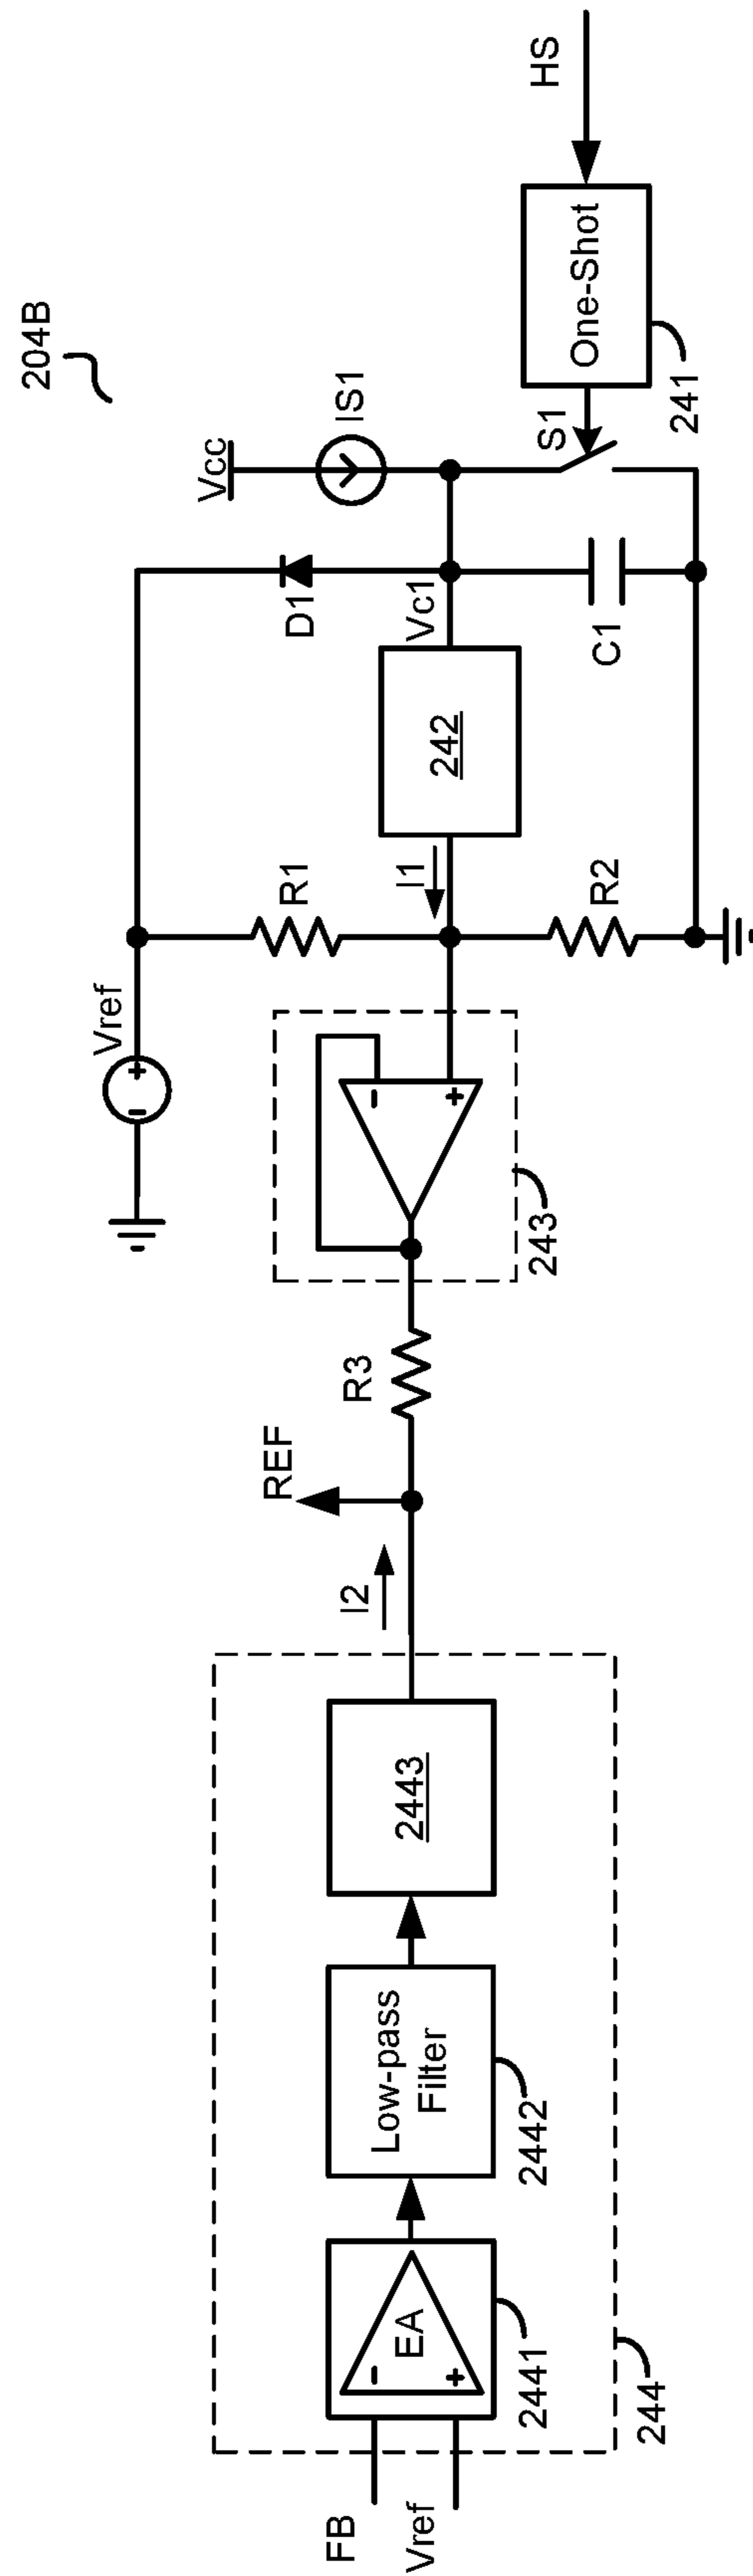 204B
HS
One-Shot
241
S1
Vcc
IS1
D1
Vc1
C1
242
I1
R1
R2
Vref
+
-
-
+
243
R3
REF
I2
2443
Low-pass
Filter
2442
EA
-
+
2441
244
FB
Vref